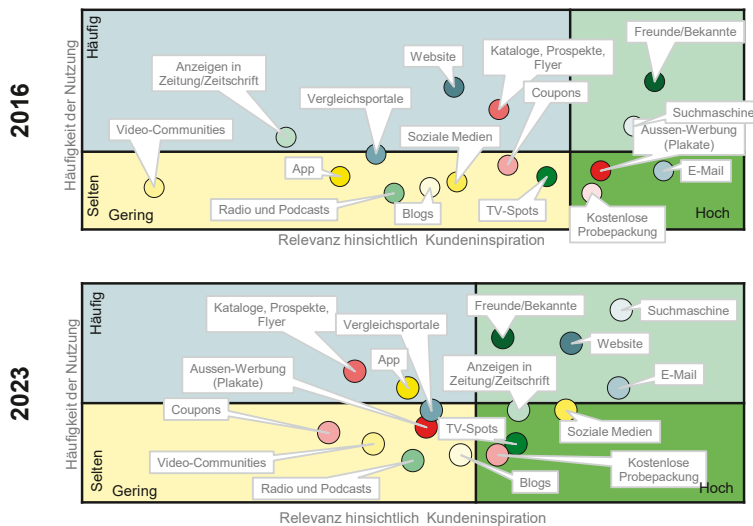 2016
Häufigkeit der Nutzung
Häufig
Selten
Freunde/Bekannte
Website
Kataloge, Prospekte,
Flyer
Anzeigen in
Zeitung/Zeitschrift
Vergleichsportale
Coupons
Suchmaschine
Video-Communities
Soziale Medien
Aussen-Werbung
(Plakate)
App
E-Mail
Radio und Podcasts
Blogs
TV-Spots
Kostenlose
Probepackung
Gering
Hoch
Relevanz hinsichtlich Kundeninspiration
2023
Häufigkeit der Nutzung
Häufig
Selten
Kataloge, Prospekte,
Flyer
Vergleichsportale
Freunde/Bekannte
Suchmaschine
Website
Aussen-Werbung
(Plakate)
App
Anzeigen in
Zeitung/Zeitschrift
E-Mail
Coupons
TV-Spots
Soziale Medien
Video-Communities
Radio und Podcasts
Blogs
Kostenlose
Probepackung
Gering
Hoch
Relevanz hinsichtlich Kundeninspiration